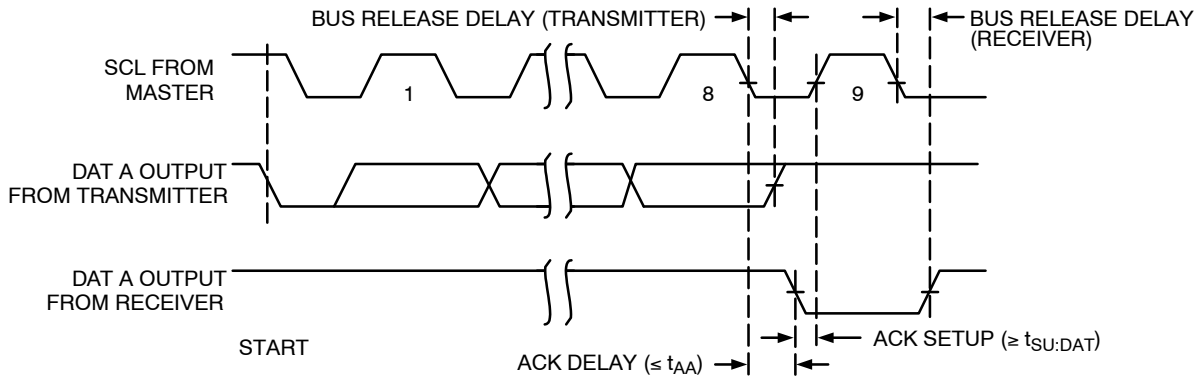 BUS RELEASE DELAY (TRANSMITTER)
BUS RELEASE DELAY
(RECEIVER)
SCL FROM
MASTER
1
8
9
DAT A OUTPUT
FROM TRANSMITTER
DAT A OUTPUT
FROM RECEIVER
START
ACK SETUP (≥ tSU:DAT)
ACK DELAY (≤ tAA)